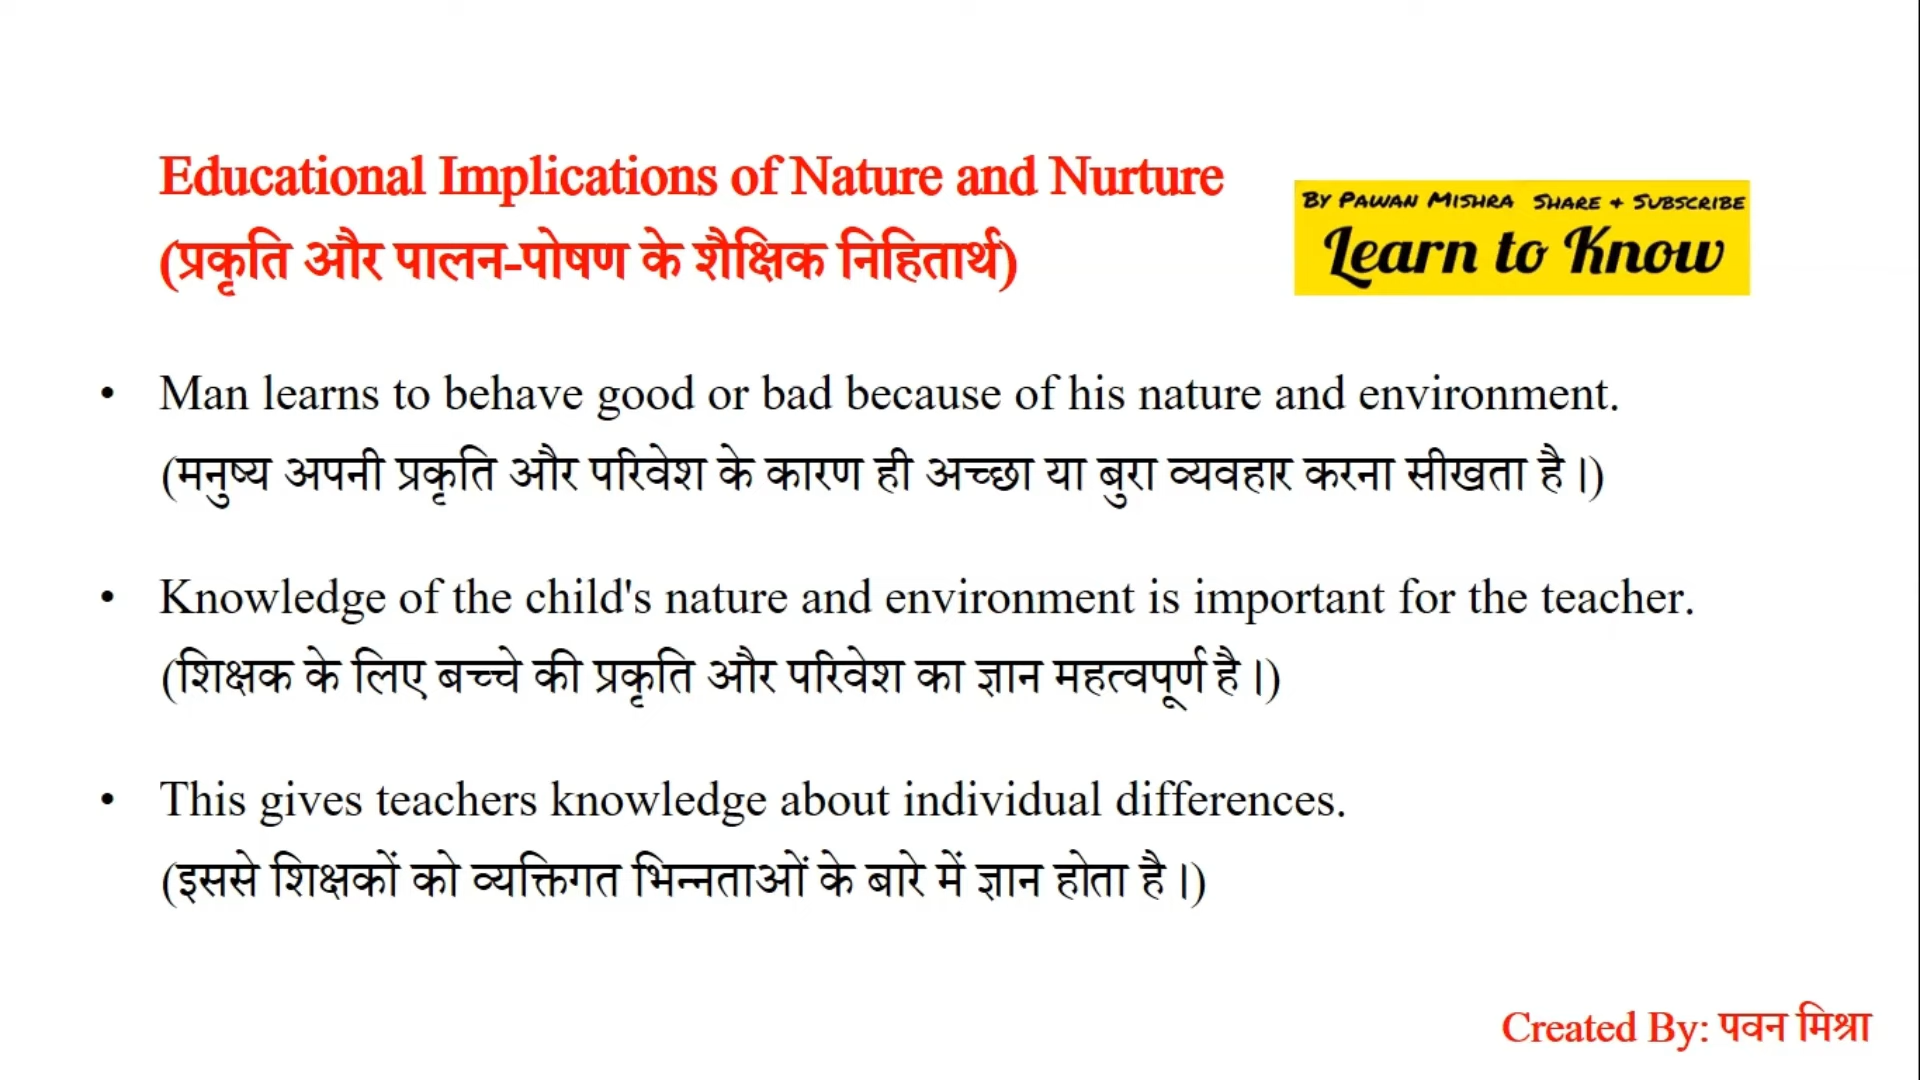 Educational Implications of Nature and Nurture
(प्रकृति और पालन-पोषण के शैक्षिक निहितार्थ)
By Pawan Mishra Share + Subscribe
Learn to Know
• Man learns to behave good or bad because of his nature and environment.
(मनुष्य अपनी प्रकृति और परिवेश के कारण ही अच्छा या बुरा व्यवहार करना सीखता है।)
• Knowledge of the child's nature and environment is important for the teacher.
(शिक्षक के लिए बच्चे की प्रकृति और परिवेश का ज्ञान महत्वपूर्ण है।)
• This gives teachers knowledge about individual differences.
(इससे शिक्षकों को व्यक्तिगत भिन्नताओं के बारे में ज्ञान होता है।)
Created By: पवन मिश्रा